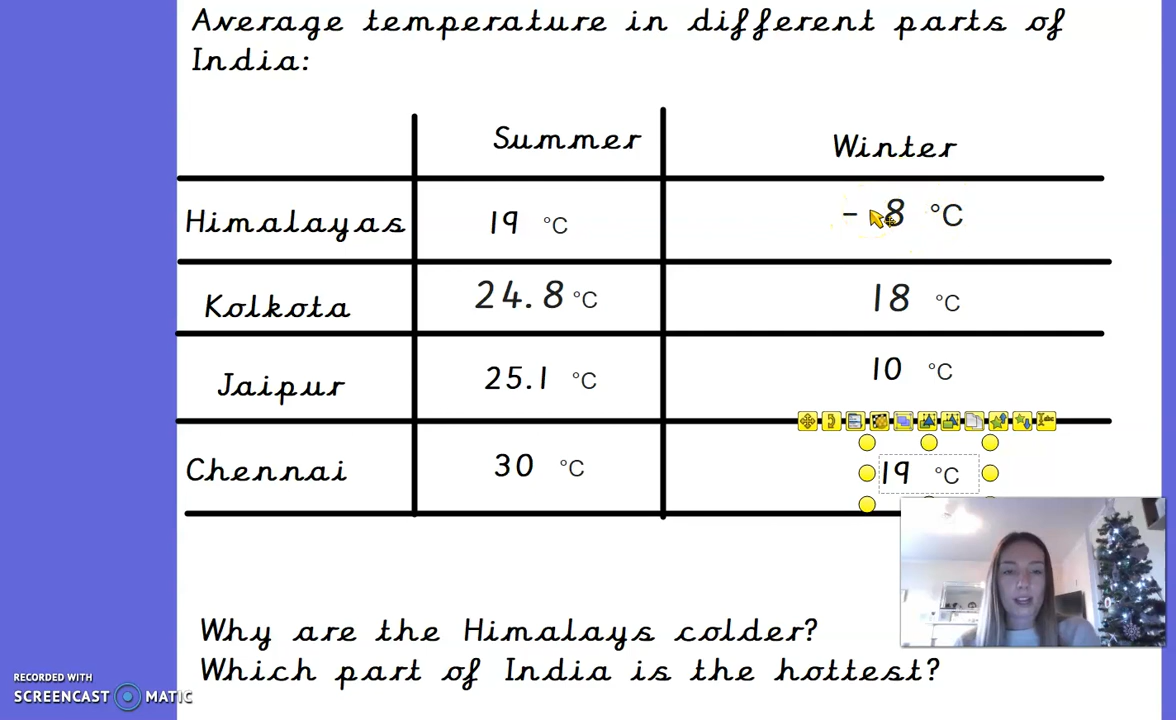 Average temperature in different parts of
India:
Summer Winter
Himalayas 19 °C - 8 °C
Kolkota 24.8 °C 18 °C
Jaipur 25.1 °C 10 °C
Chennai 30 °C 19 °C
Why are the Himalays colder?
Which part of India is the hottest?
RECORDED WITH
SCREENCAST MATIC